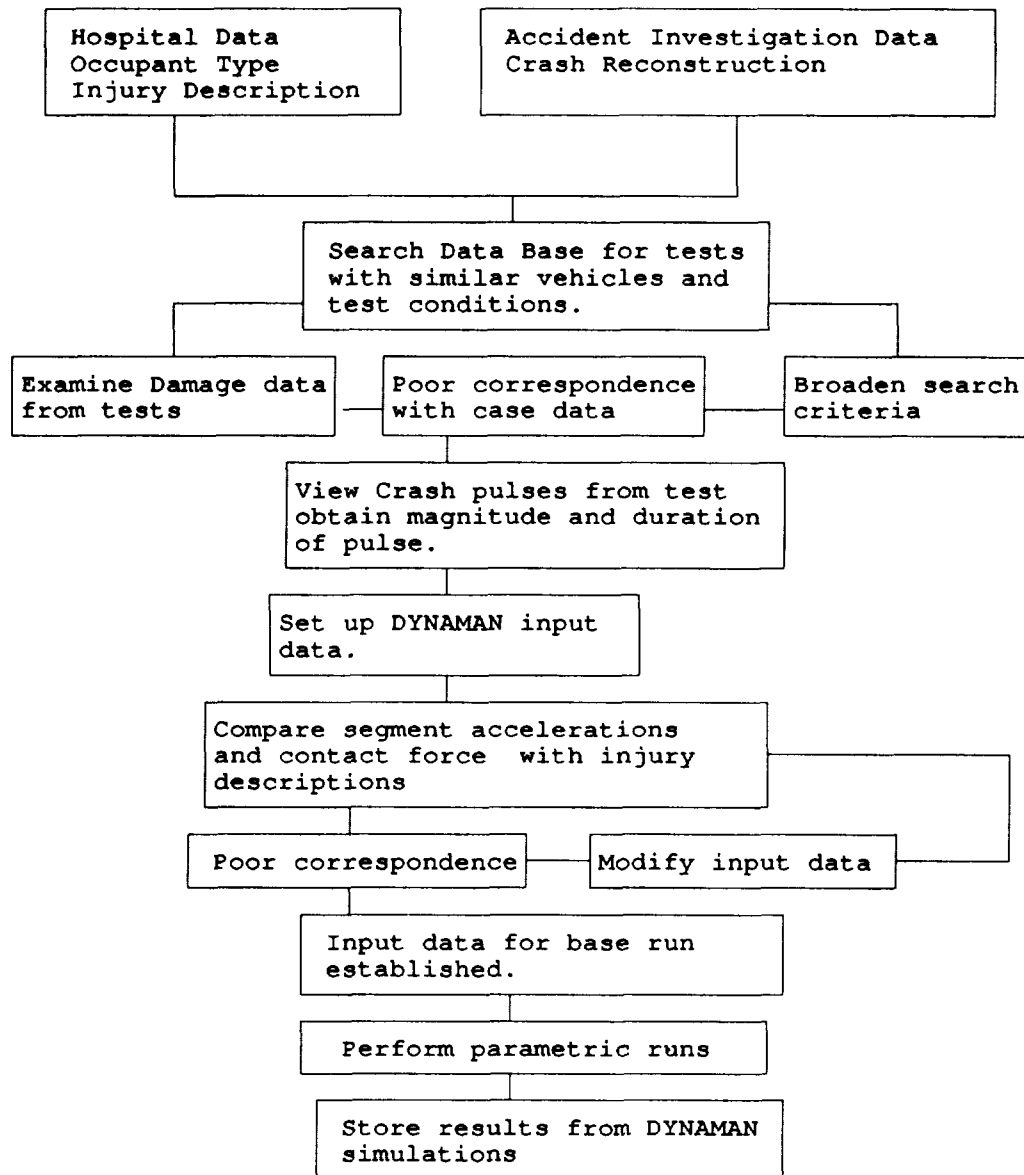 Hospital Data
Occupant Type
Injury Description
Accident Investigation Data
Crash Reconstruction
Search Data Base for tests
with similar vehicles and
test conditions.
Examine Damage data
from tests
Poor correspondence
with case data
Broaden search
criteria
View Crash pulses from test
obtain magnitude and duration
of pulse.
Set up DYNAMAN input
data.
Compare segment accelerations
and contact force with injury
descriptions
Poor correspondence
Modify input data
Input data for base run
established.
Perform parametric runs
Store results from DYNAMAN
simulations